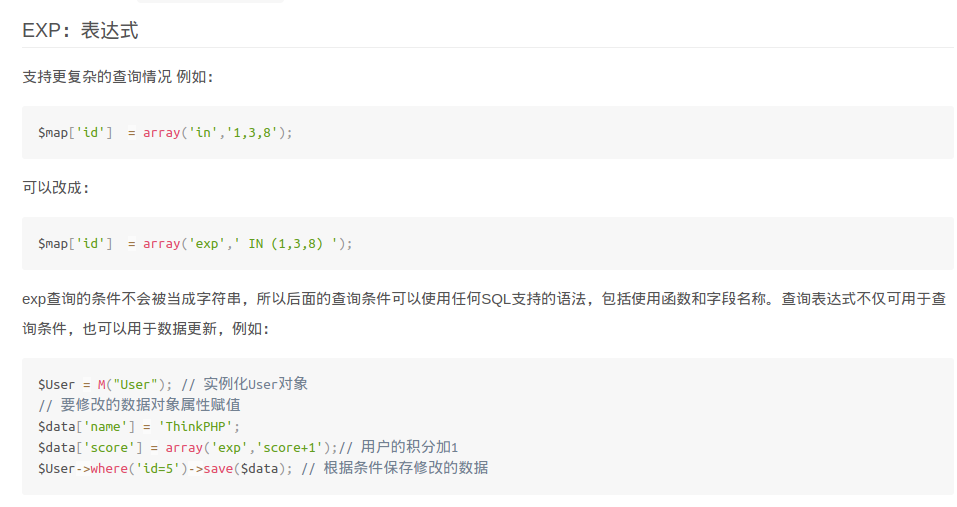 EXP：表达式
支持更复杂的查询情况 例如：
$map['id']  = array('in','1,3,8');
可以改成：
$map['id']  = array('exp',' IN (1,3,8) ');
exp查询的条件不会被当成字符串，所以后面的查询条件可以使用任何SQL支持的语法，包括使用函数和字段名称。查询表达式不仅可用于查
询条件，也可以用于数据更新，例如：
$User = M("User"); // 实例化User对象
// 要修改的数据对象属性赋值
$data['name'] = 'ThinkPHP';
$data['score'] = array('exp','score+1');// 用户的积分加1
$User->where('id=5')->save($data); // 根据条件保存修改的数据